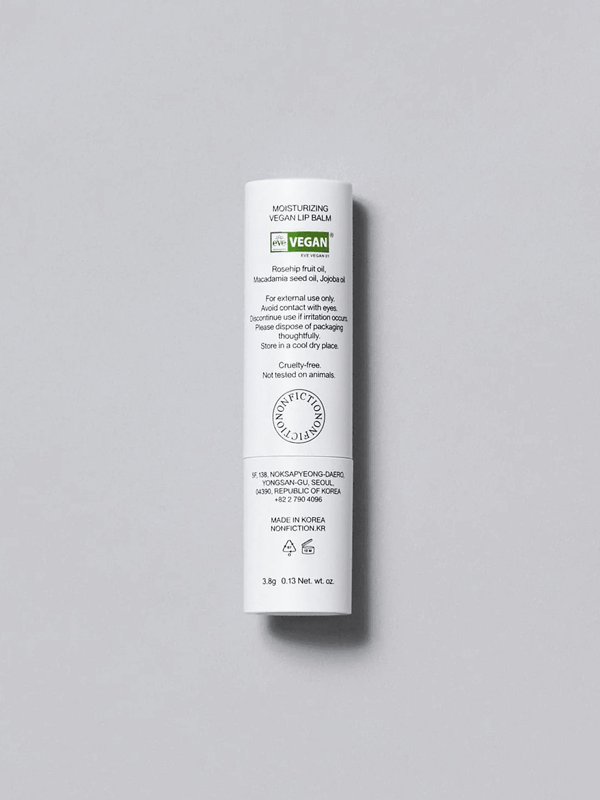 MOISTURIZING
VEGAN LIP BALM
eve VEGAN®
EVE VEGAN 01
Rosehip fruit oil,
Macadamia seed oil, Jojoba oil
For external use only.
Avoid contact with eyes.
Discontinue use if irritation occurs.
Please dispose of packaging
thoughtfully.
Store in a cool dry place.
Cruelty-free.
Not tested on animals.
NONFICTION NONFICTION
5F, 138, NOKSAPYEONG-DAERO,
YONGSAN-GU, SEOUL,
04390, REPUBLIC OF KOREA
+82 2 790 4096
MADE IN KOREA
NONFICTION.KR
3.8g 0.13 Net. wt. oz.